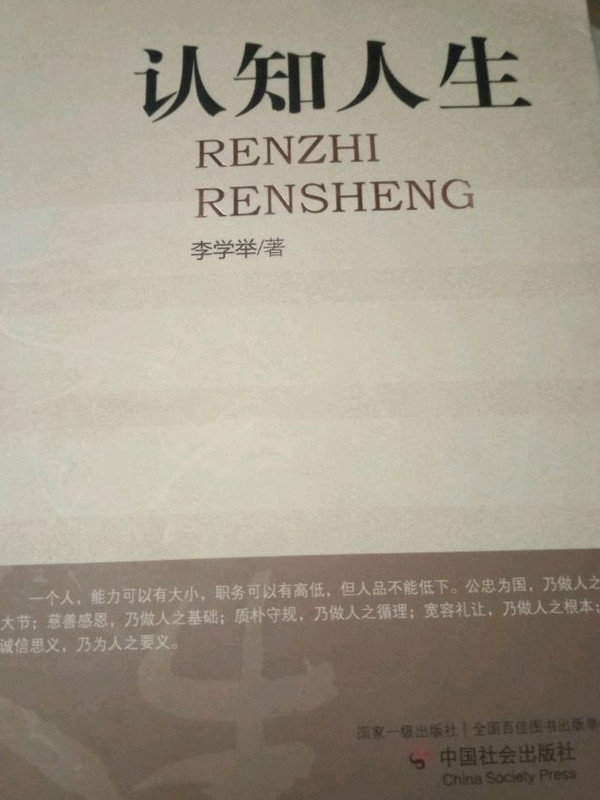 认知人生
RENZHI
RENSHENG
李学举/著
一个人，能力可以有大小，职务可以有高低，但人品不能低下。公忠为国，乃做人之
大节；慈善感恩，乃做人之基础；质朴守规，乃做人之循理；宽容礼让，乃做人之根本；
诚信思义，乃为人之要义。
国家一级出版社｜全国百佳图书出版单
中国社会出版社
China Society Press